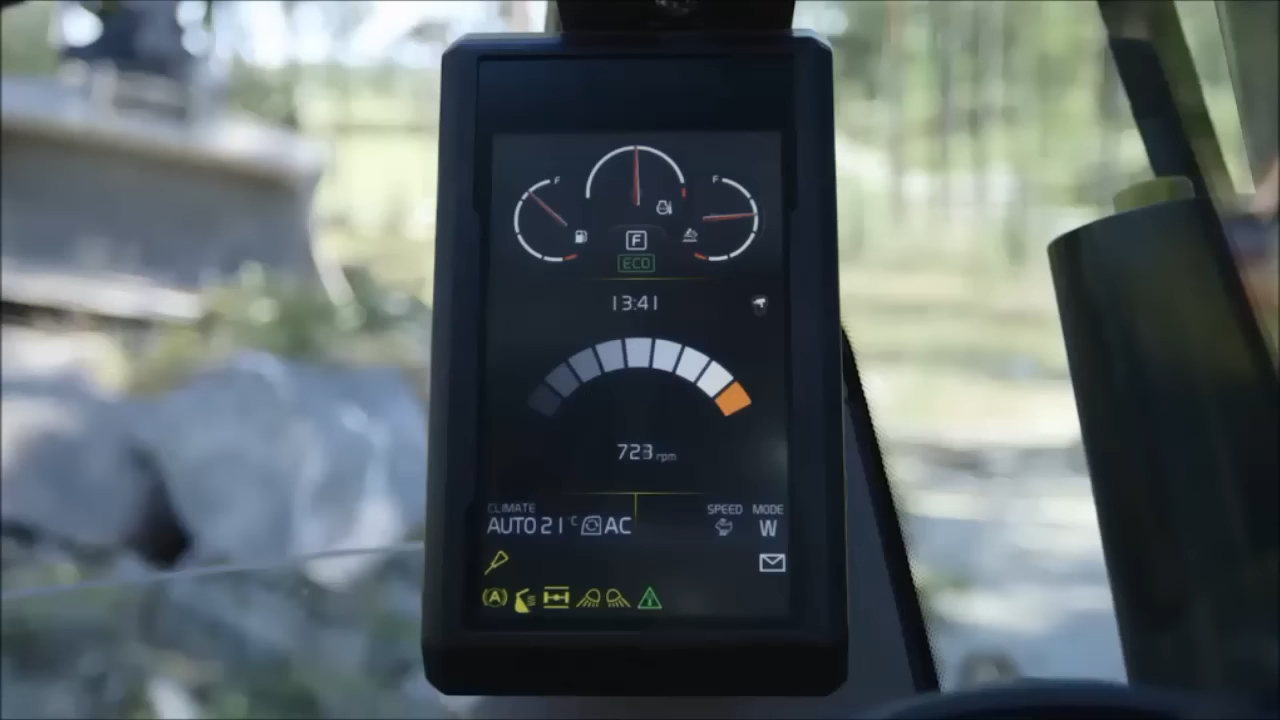 F
F
F
ECO
13:41
723 rpm
CLIMATE
AUTO 21°C AC
SPEED
MODE
W
(A)